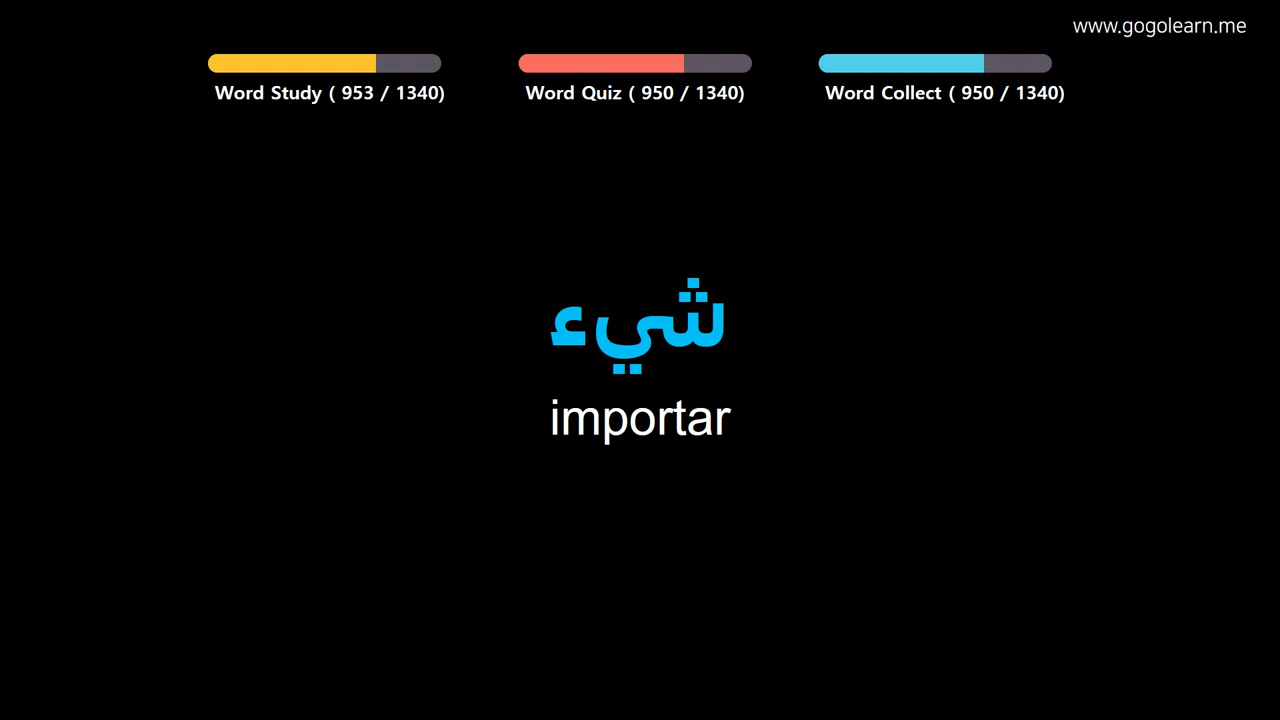 www.gogolearn.me
Word Study ( 953 / 1340)
Word Quiz ( 950 / 1340)
Word Collect ( 950 / 1340)
شيء
importar